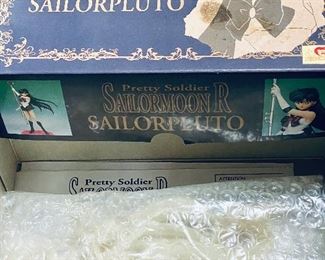 SAILORPLUTO
Pretty Soldier
SAILORMOON R
SAILORPLUTO
Pretty Soldier
SAILORMOON R
ATTENTION